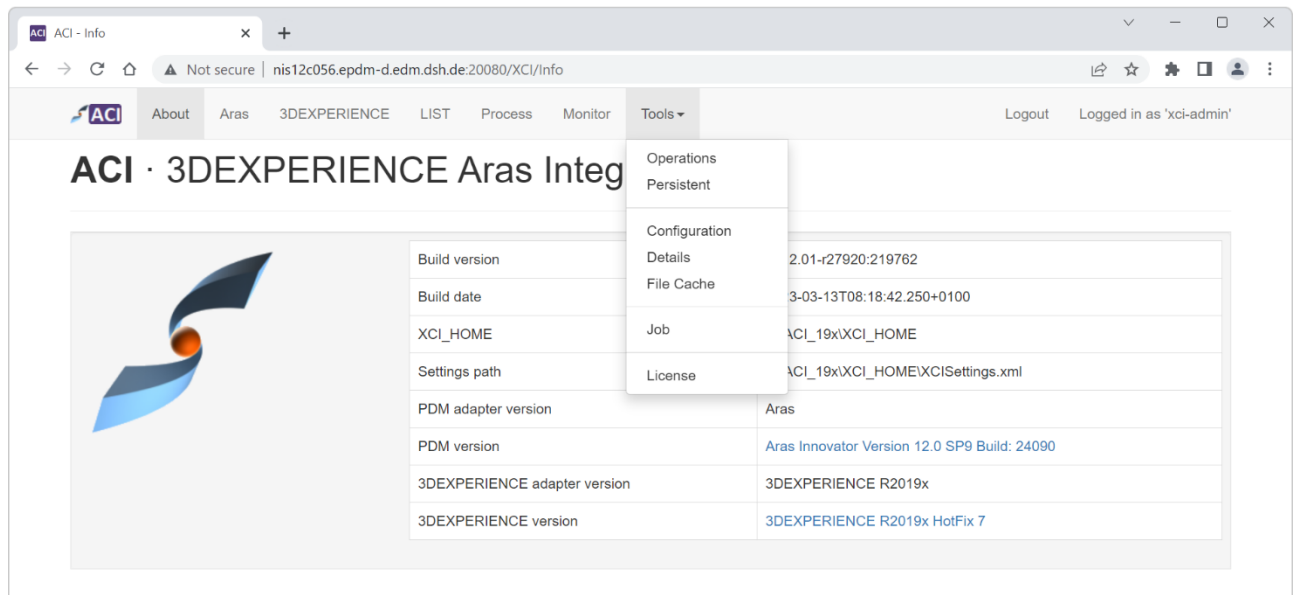 ACI ACI - Info
Not secure | nis12c056.epdm-d.edm.dsh.de:20080/XCI/Info
ACI About Aras 3DEXPERIENCE LIST Process Monitor Tools Logout Logged in as 'xci-admin'
ACI · 3DEXPERIENCE Aras Integ
Operations
Persistent
Configuration
Details
File Cache
Job
License
Build version 2.01-r27920:219762
Build date 3-03-13T08:18:42.250+0100
XCI_HOME ACI_19x\XCI_HOME
Settings path ACI_19x\XCI_HOME\XCISettings.xml
PDM adapter version Aras
PDM version Aras Innovator Version 12.0 SP9 Build: 24090
3DEXPERIENCE adapter version 3DEXPERIENCE R2019x
3DEXPERIENCE version 3DEXPERIENCE R2019x HotFix 7